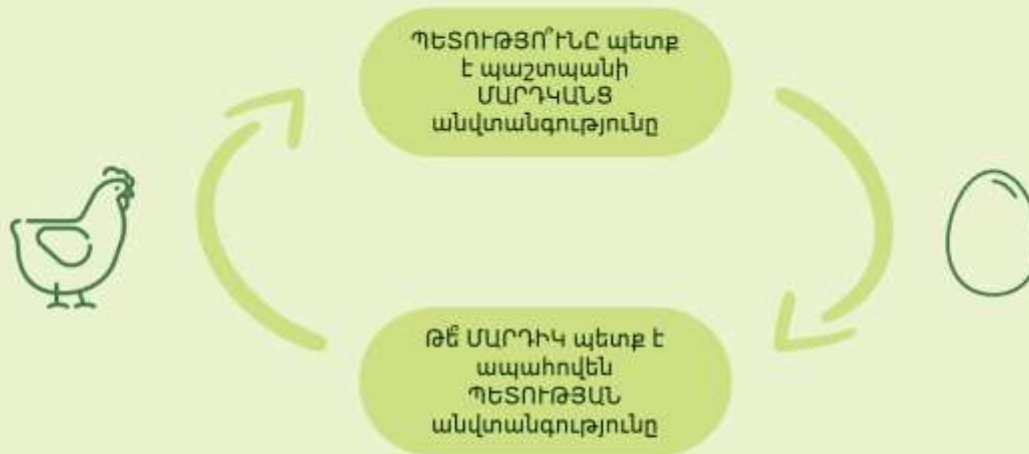 ՊԵՏՈՒԹՅՈ՞ՒՆԸ պետք
է պաշտպանի
ՄԱՐԴԿԱՆՑ
անվտանգությունը
Թե՞ ՄԱՐԴԻԿ պետք է
ապահովեն
ՊԵՏՈՒԹՅԱՆ
անվտանգությունը